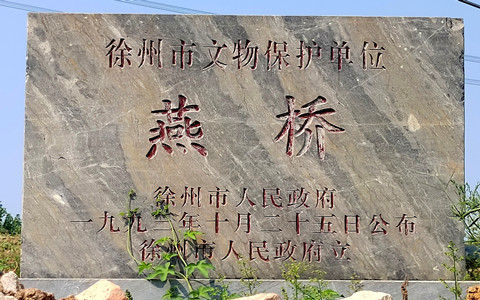 徐州市文物保护单位
燕桥
徐州市人民政府
一九九三年十月二十五日公布
徐州市人民政府立